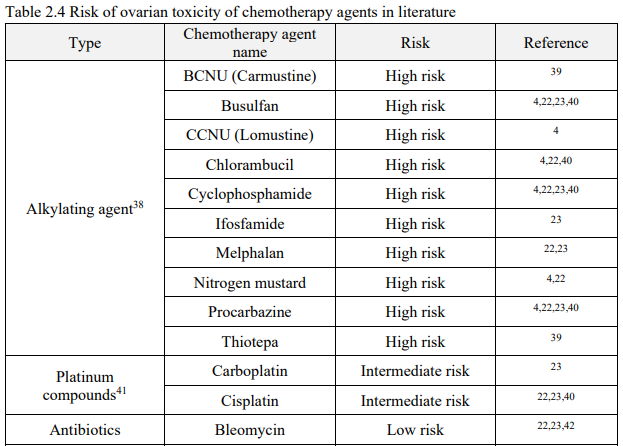 Table 2.4 Risk of ovarian toxicity of chemotherapy agents in literature
Type Chemotherapy agent name Risk Reference
Alkylating agent38
BCNU (Carmustine) High risk 39
Busulfan High risk 4,22,23,40
CCNU (Lomustine) High risk 4
Chlorambucil High risk 4,22,40
Cyclophosphamide High risk 4,22,23,40
Ifosfamide High risk 23
Melphalan High risk 22,23
Nitrogen mustard High risk 4,22
Procarbazine High risk 4,22,23,40
Thiotepa High risk 39
Platinum
compounds41
Carboplatin Intermediate risk 23
Cisplatin Intermediate risk 22,23,40
Antibiotics Bleomycin Low risk 22,23,42